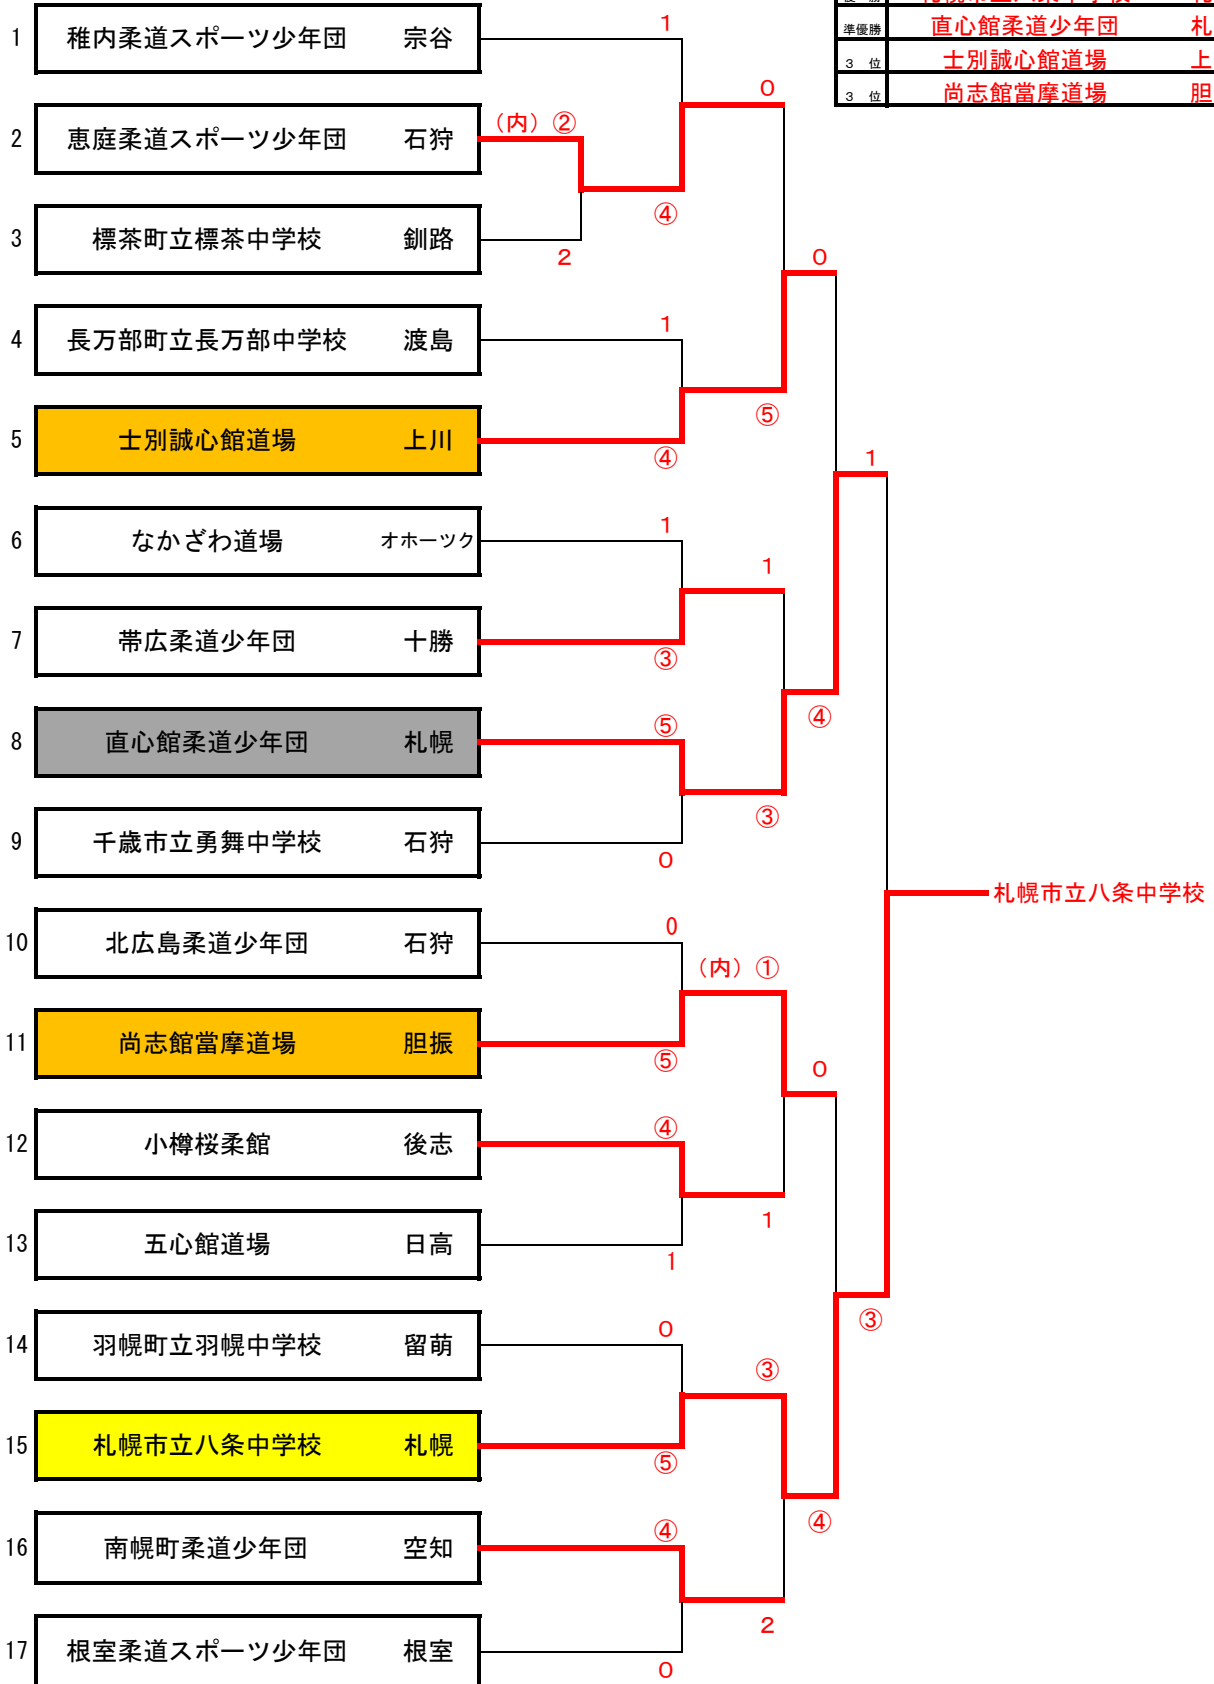 準優勝 直心館柔道少年団 札
3 位 士別誠心館道場 上
3 位 尚志館當摩道場 胆
1 稚内柔道スポーツ少年団 宗谷
1
0
2 恵庭柔道スポーツ少年団 石狩
(内) ②
④
3 標茶町立標茶中学校 釧路
2
0
4 長万部町立長万部中学校 渡島
1
⑤
5 士別誠心館道場 上川
④
1
6 なかざわ道場 オホーツク
1
1
7 帯広柔道少年団 十勝
③
④
8 直心館柔道少年団 札幌
⑤
③
9 千歳市立勇舞中学校 石狩
0
札幌市立八条中学校
10 北広島柔道少年団 石狩
0
(内) ①
11 尚志館當摩道場 胆振
⑤
0
12 小樽桜柔館 後志
④
1
13 五心館道場 日高
1
③
14 羽幌町立羽幌中学校 留萌
0
③
15 札幌市立八条中学校 札幌
⑤
④
16 南幌町柔道少年団 空知
④
2
17 根室柔道スポーツ少年団 根室
0